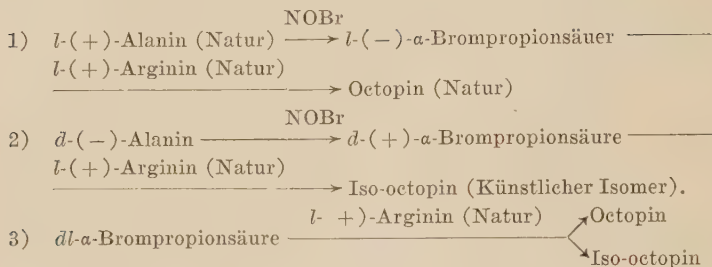 NOBr
1) l-(+)-Alanin (Natur) ⟶ l-(−)-α-Brompropionsäuer
l-(+)-Arginin (Natur)
⟶ Octopin (Natur)
NOBr
2) d-(−)-Alanin ⟶ d-(+)-α-Brompropionsäure
l-(+)-Arginin (Natur)
⟶ Iso-octopin (Künstlicher Isomer).
l- +)-Arginin (Natur) Octopin
3) dl-α-Brompropionsäure
Iso-octopin